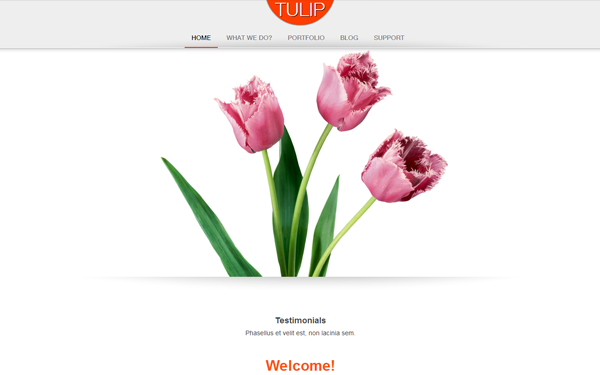 TULIP
HOME WHAT WE DO? PORTFOLIO BLOG SUPPORT
Testimonials
Phasellus et velit est, non lacinia sem.
Welcome!